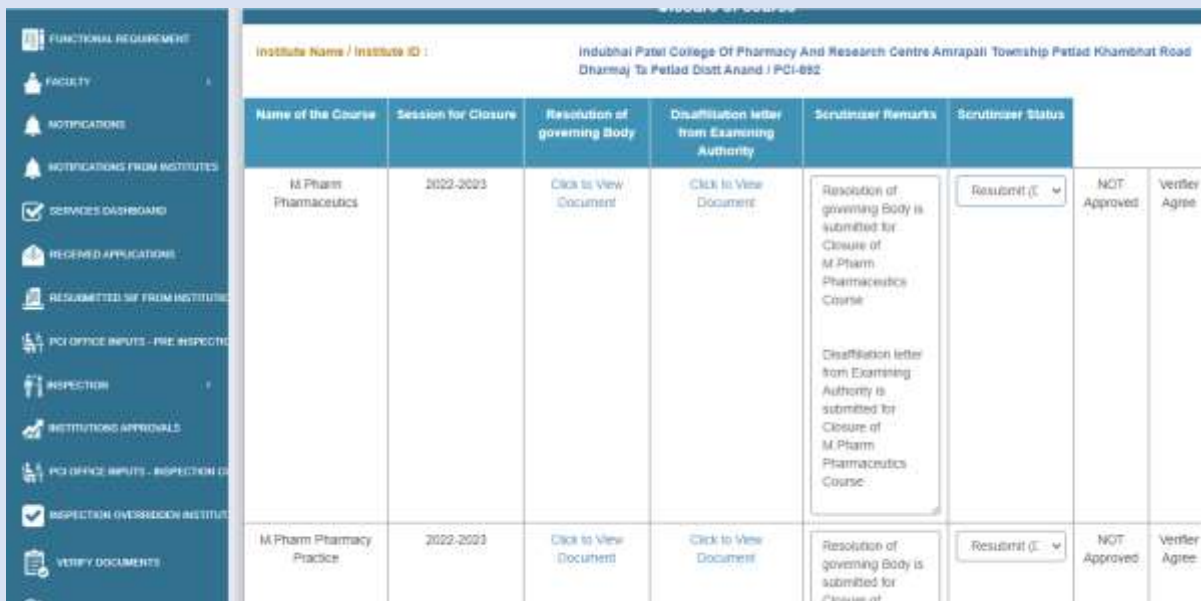 Closure of Course
FUNCTIONAL REQUIREMENT
FACULTY
NOTIFICATIONS
NOTIFICATIONS FROM INSTITUTES
SERVICES DASHBOARD
RECEIVED APPLICATIONS
RESUBMITTED SIF FROM INSTITUTIO
PCI OFFICE INPUTS - PRE INSPECTIO
INSPECTION
INSTITUTIONS APPROVALS
PCI OFFICE INPUTS - INSPECTION
INSPECTION OVERRIDDEN INSTITUT
VERIFY DOCUMENTS
Institute Name / Institute ID :
Indubhai Patel College Of Pharmacy And Research Centre Amrapali Township Petlad Khambhat Road
Dharmaj Ta Petlad Distt Anand / PCI-892
Name of the Course
Session for Closure
Resolution of
governing Body
Disaffiliation letter
from Examining
Authority
Scrutinizer Remarks
Scrutinizer Status
M.Pharm
Pharmaceutics
2022-2023
Click to View
Document
Click to View
Document
Resolution of
governing Body is
submitted for
Closure of
M.Pharm
Pharmaceutics
Course
Disaffiliation letter
from Examining
Authority is
submitted for
Closure of
M.Pharm
Pharmaceutics
Course
Resubmit (
NOT
Approved
Verifier
Agree
M.Pharm Pharmacy
Practice
2022-2023
Click to View
Document
Click to View
Document
Resolution of
governing Body is
submitted for
Closure of
Resubmit (
NOT
Approved
Verifier
Agree